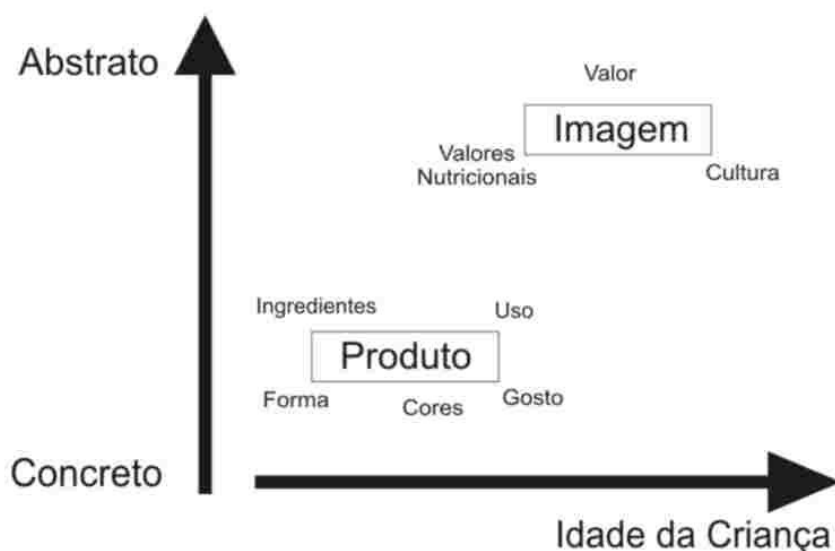 Abstrato
Valor
Imagem
Valores
Nutricionais
Cultura
Ingredientes
Uso
Produto
Forma
Cores
Gosto
Concreto
Idade da Criança